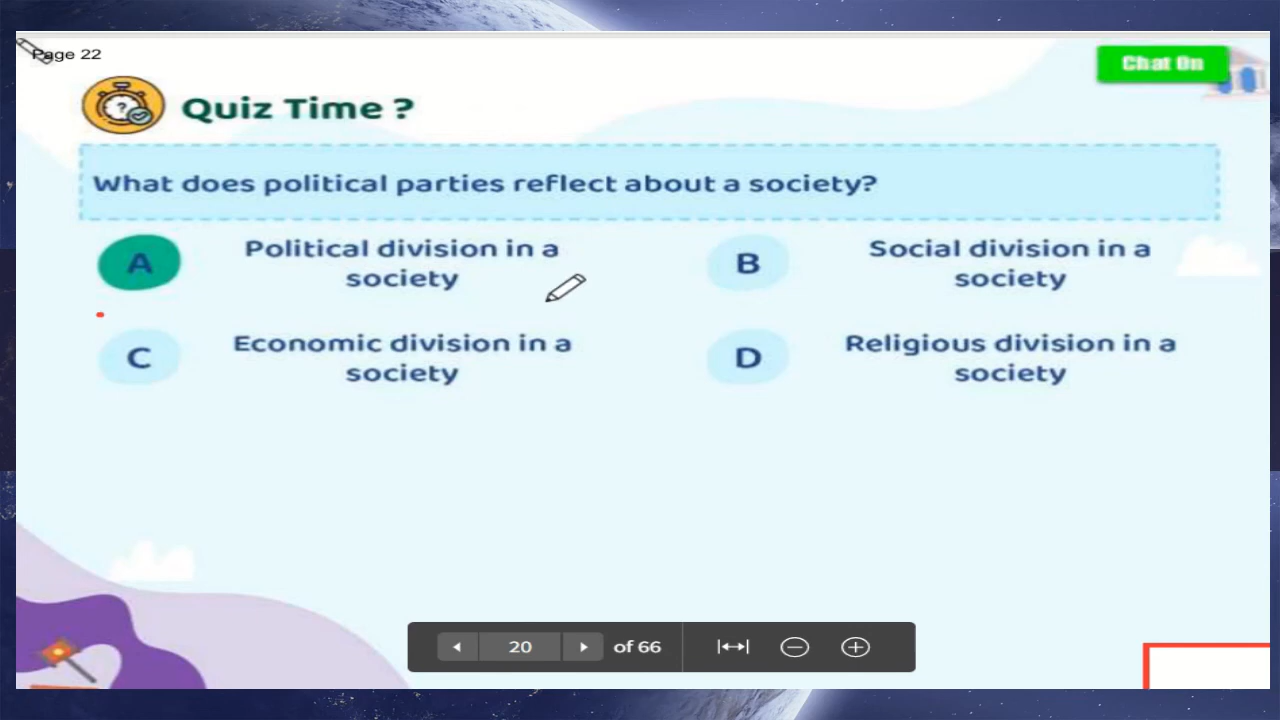 Page 22
Chat On
Quiz Time ?
What does political parties reflect about a society?
A
Political division in a
society
B
Social division in a
society
C
Economic division in a
society
D
Religious division in a
society
20
of 66